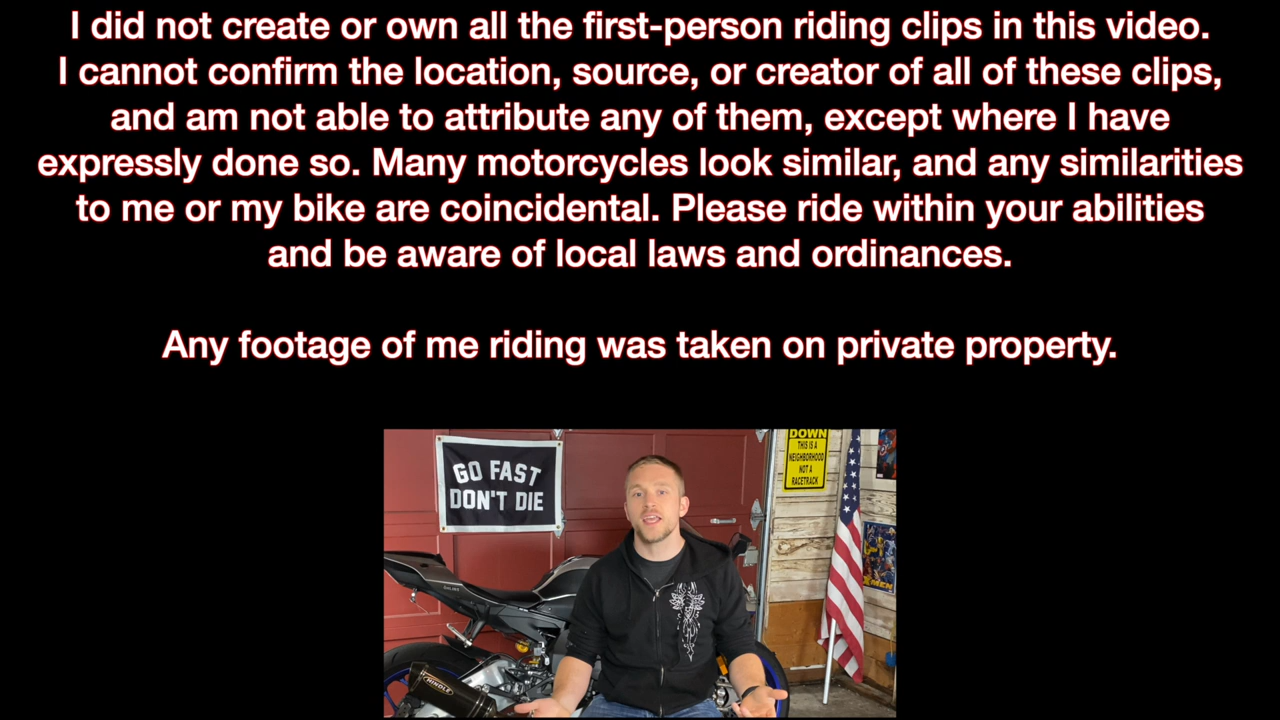 I did not create or own all the first-person riding clips in this video.
I cannot confirm the location, source, or creator of all of these clips,
and am not able to attribute any of them, except where I have
expressly done so. Many motorcycles look similar, and any similarities
to me or my bike are coincidental. Please ride within your abilities
and be aware of local laws and ordinances.
Any footage of me riding was taken on private property.
GO FAST
DON'T DIE
DOWN
THIS IS A
NEIGHBORHOOD
NOT A
RACETRACK
X-MEN
HINDLE